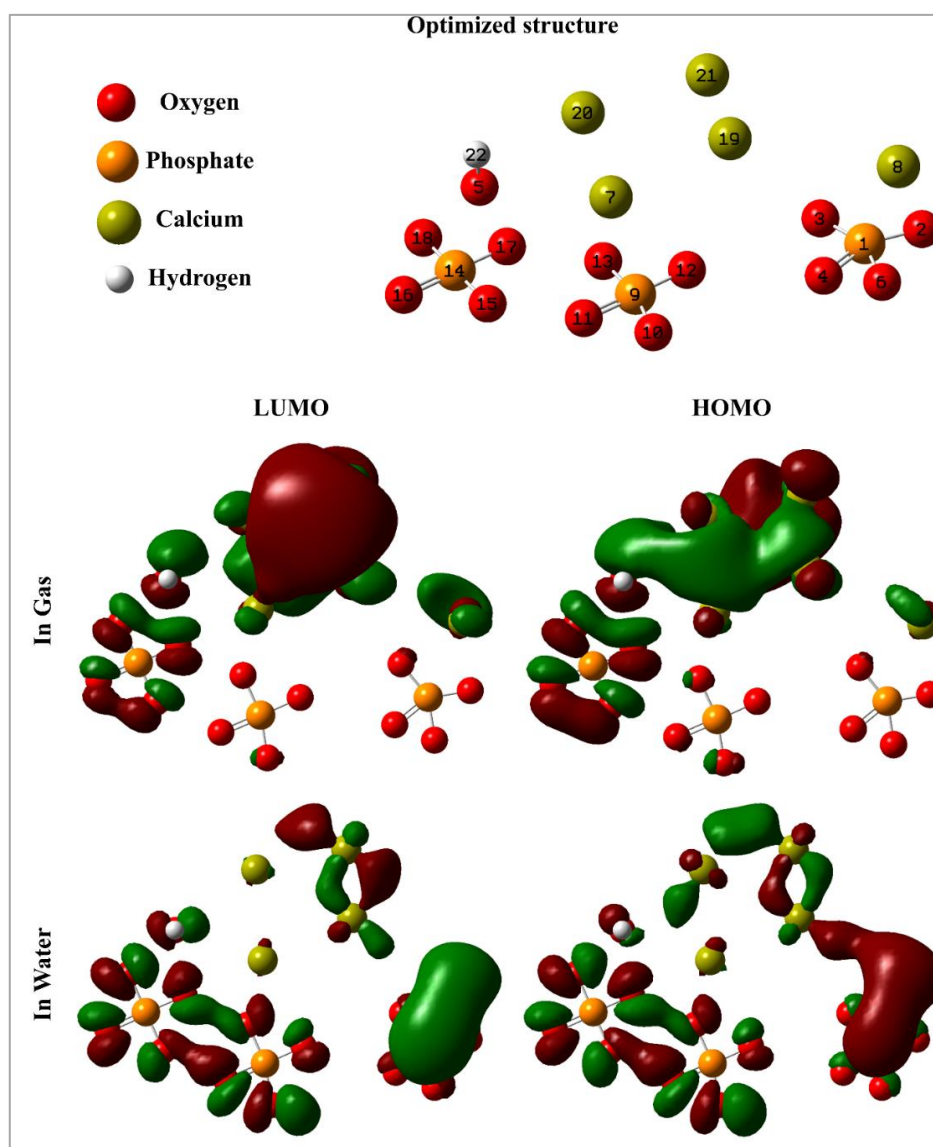 Optimized structure
Oxygen
Phosphate
Calcium
Hydrogen
21
20
19
22
8
5
7
3
2
18
17
1
13
12
14
4
6
16
9
15
11
10
LUMO
HOMO
In Gas
In Water